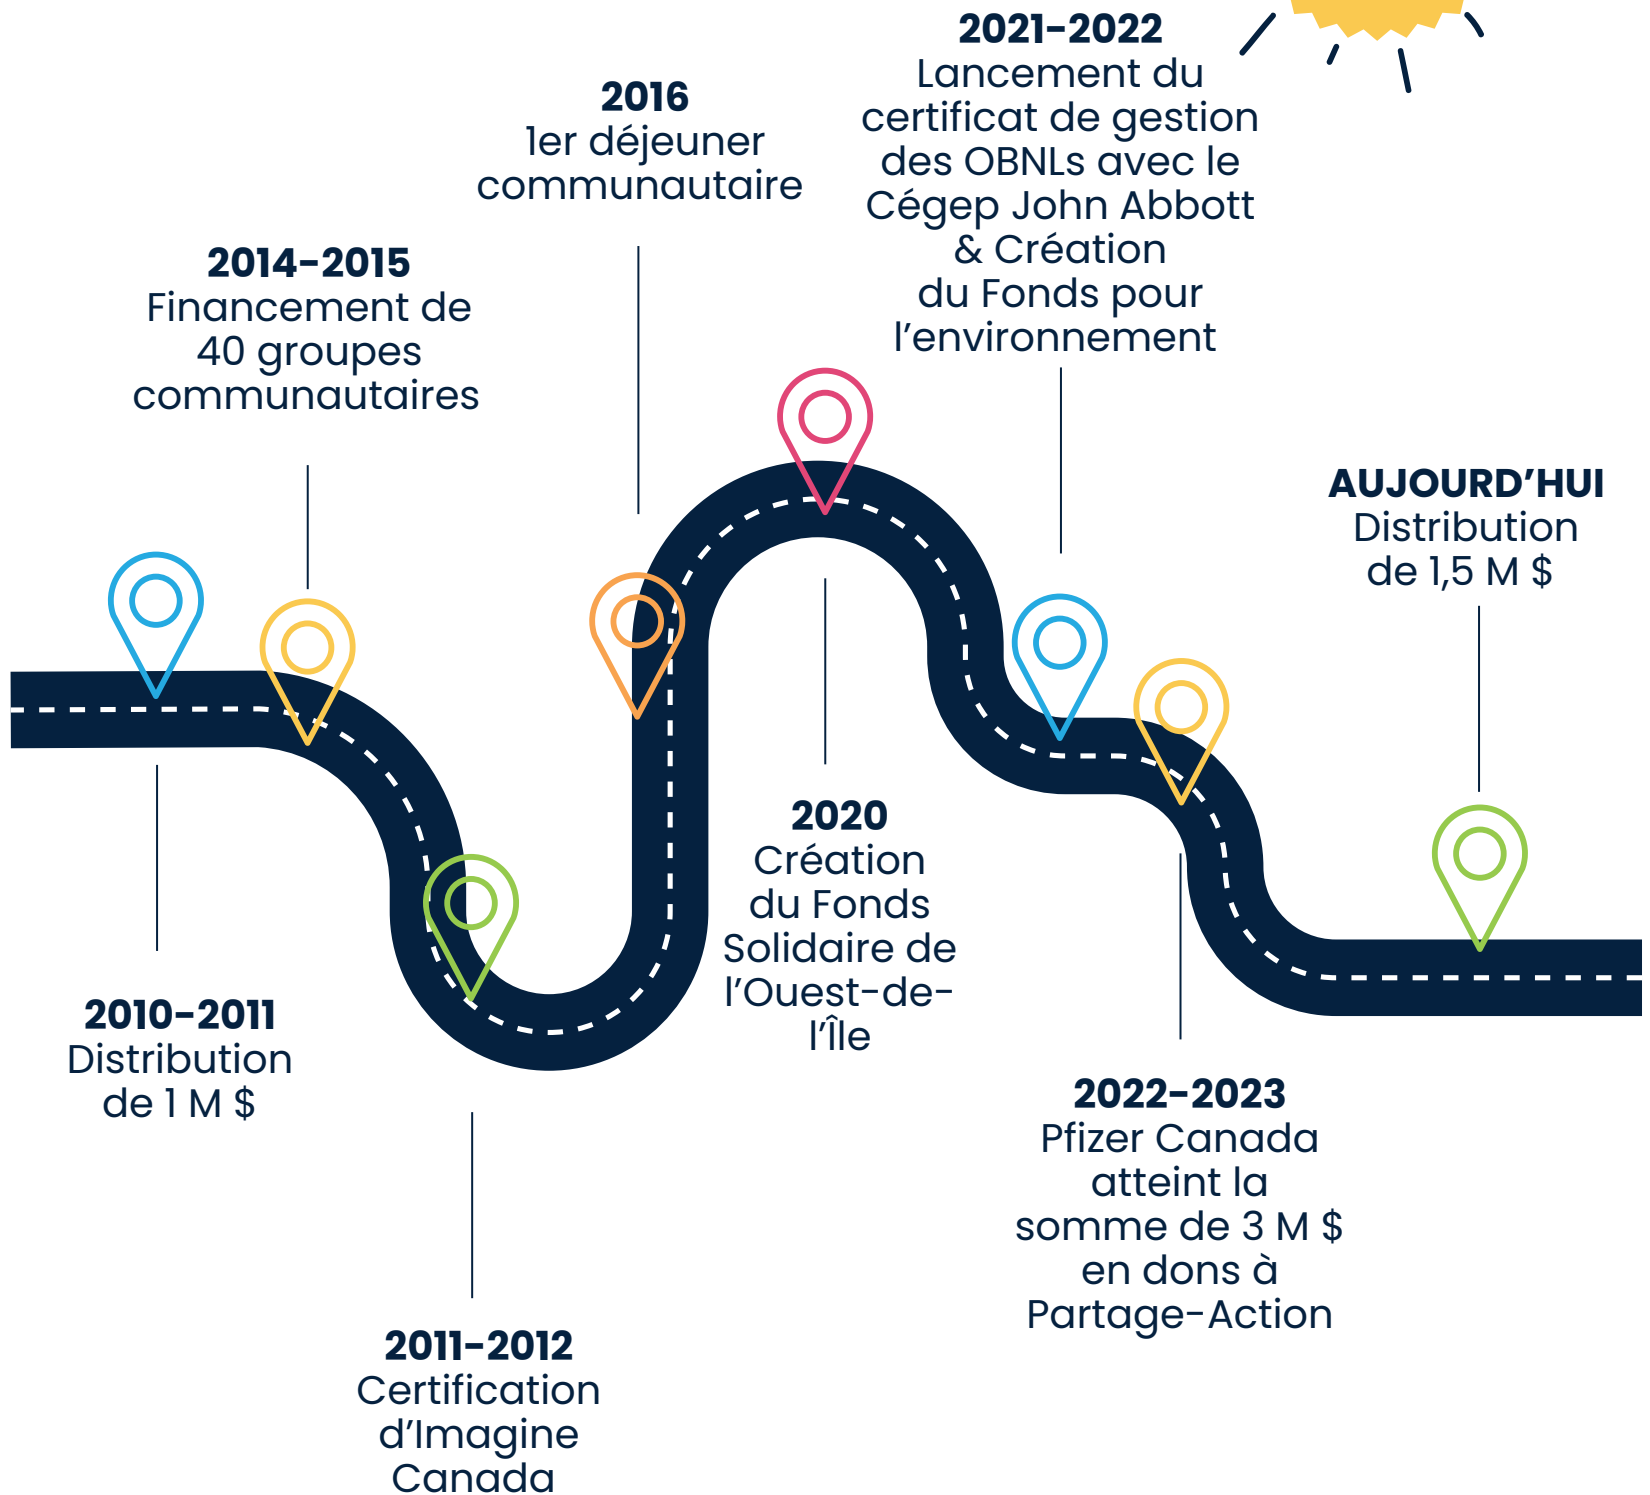 2010-2011
Distribution
de 1 M $
2014-2015
Financement de
40 groupes
communautaires
2011-2012
Certification
d’Imagine
Canada
2016
1er déjeuner
communautaire
2020
Création
du Fonds
Solidaire de
l’Ouest-de-
l’Île
2021-2022
Lancement du
certificat de gestion
des OBNLs avec le
Cégep John Abbott
& Création
du Fonds pour
l’environnement
2022-2023
Pfizer Canada
atteint la
somme de 3 M $
en dons à
Partage-Action
AUJOURD’HUI
Distribution
de 1,5 M $